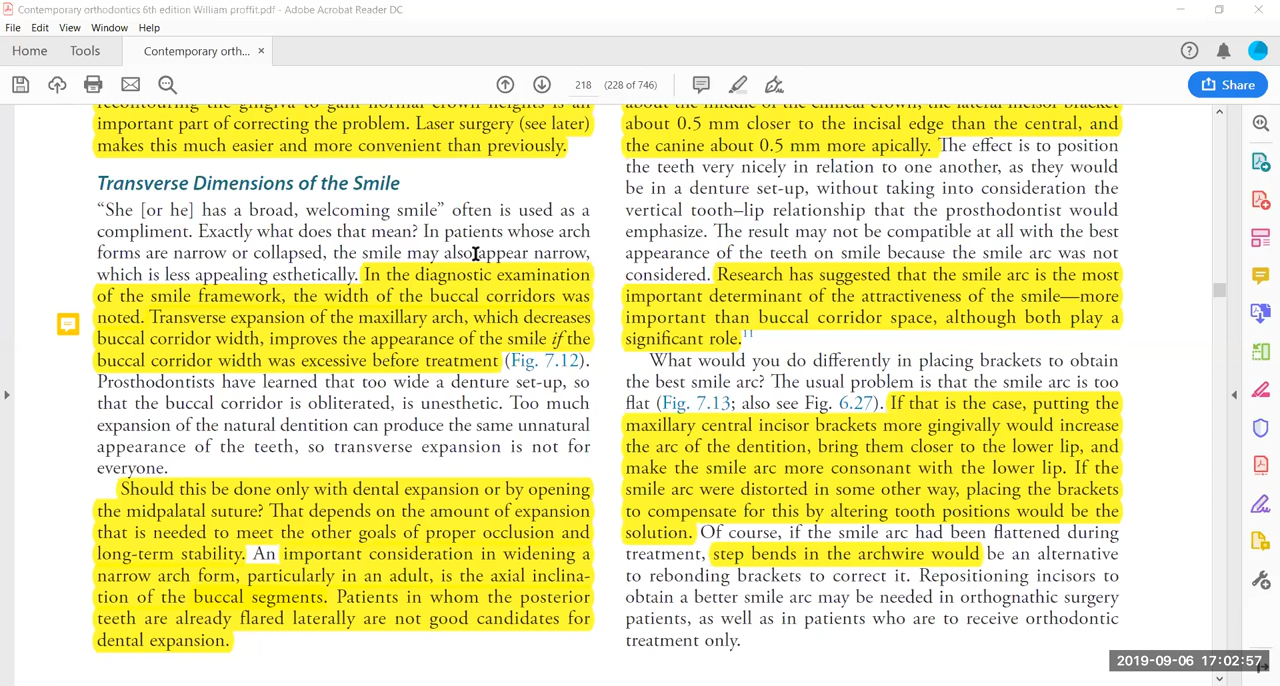 Contemporary orthodontics 6th edition William proffit.pdf - Adobe Acrobat Reader DC
File Edit View Window Help
Home Tools Contemporary orth... ×
218 (228 of 746)
Share
recontouring the gingiva to gain normal crown heights is an
important part of correcting the problem. Laser surgery (see later)
makes this much easier and more convenient than previously.
Transverse Dimensions of the Smile
“She [or he] has a broad, welcoming smile” often is used as a
compliment. Exactly what does that mean? In patients whose arch
forms are narrow or collapsed, the smile may also appear narrow,
which is less appealing esthetically. In the diagnostic examination
of the smile framework, the width of the buccal corridors was
noted. Transverse expansion of the maxillary arch, which decreases
buccal corridor width, improves the appearance of the smile if the
buccal corridor width was excessive before treatment (Fig. 7.12).
Prosthodontists have learned that too wide a denture set-up, so
that the buccal corridor is obliterated, is unesthetic. Too much
expansion of the natural dentition can produce the same unnatural
appearance of the teeth, so transverse expansion is not for
everyone.
Should this be done only with dental expansion or by opening
the midpalatal suture? That depends on the amount of expansion
that is needed to meet the other goals of proper occlusion and
long-term stability. An important consideration in widening a
narrow arch form, particularly in an adult, is the axial inclina-
tion of the buccal segments. Patients in whom the posterior
teeth are already flared laterally are not good candidates for
dental expansion.
about the middle of the clinical crown, the lateral incisor bracket
about 0.5 mm closer to the incisal edge than the central, and
the canine about 0.5 mm more apically. The effect is to position
the teeth very nicely in relation to one another, as they would
be in a denture set-up, without taking into consideration the
vertical tooth–lip relationship that the prosthodontist would
emphasize. The result may not be compatible at all with the best
appearance of the teeth on smile because the smile arc was not
considered. Research has suggested that the smile arc is the most
important determinant of the attractiveness of the smile—more
important than buccal corridor space, although both play a
significant role.11
What would you do differently in placing brackets to obtain
the best smile arc? The usual problem is that the smile arc is too
flat (Fig. 7.13; also see Fig. 6.27). If that is the case, putting the
maxillary central incisor brackets more gingivally would increase
the arc of the dentition, bring them closer to the lower lip, and
make the smile arc more consonant with the lower lip. If the
smile arc were distorted in some other way, placing the brackets
to compensate for this by altering tooth positions would be the
solution. Of course, if the smile arc had been flattened during
treatment, step bends in the archwire would be an alternative
to rebonding brackets to correct it. Repositioning incisors to
obtain a better smile arc may be needed in orthognathic surgery
patients, as well as in patients who are to receive orthodontic
treatment only.
2019-09-06 17:02:57